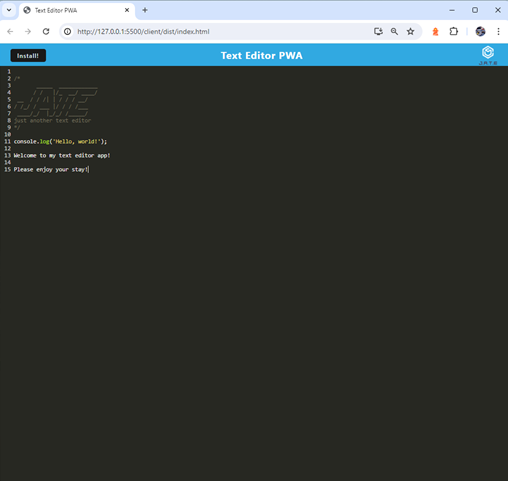 Text Editor PWA
http://127.0.0.1:5500/client/dist/index.html
Install!
Text Editor PWA
JATE
1
2 /*
3
4
5
6
7
8 just another text editor
9 */
10
11 console.log('Hello, world!');
12
13 Welcome to my text editor app!
14
15 Please enjoy your stay!